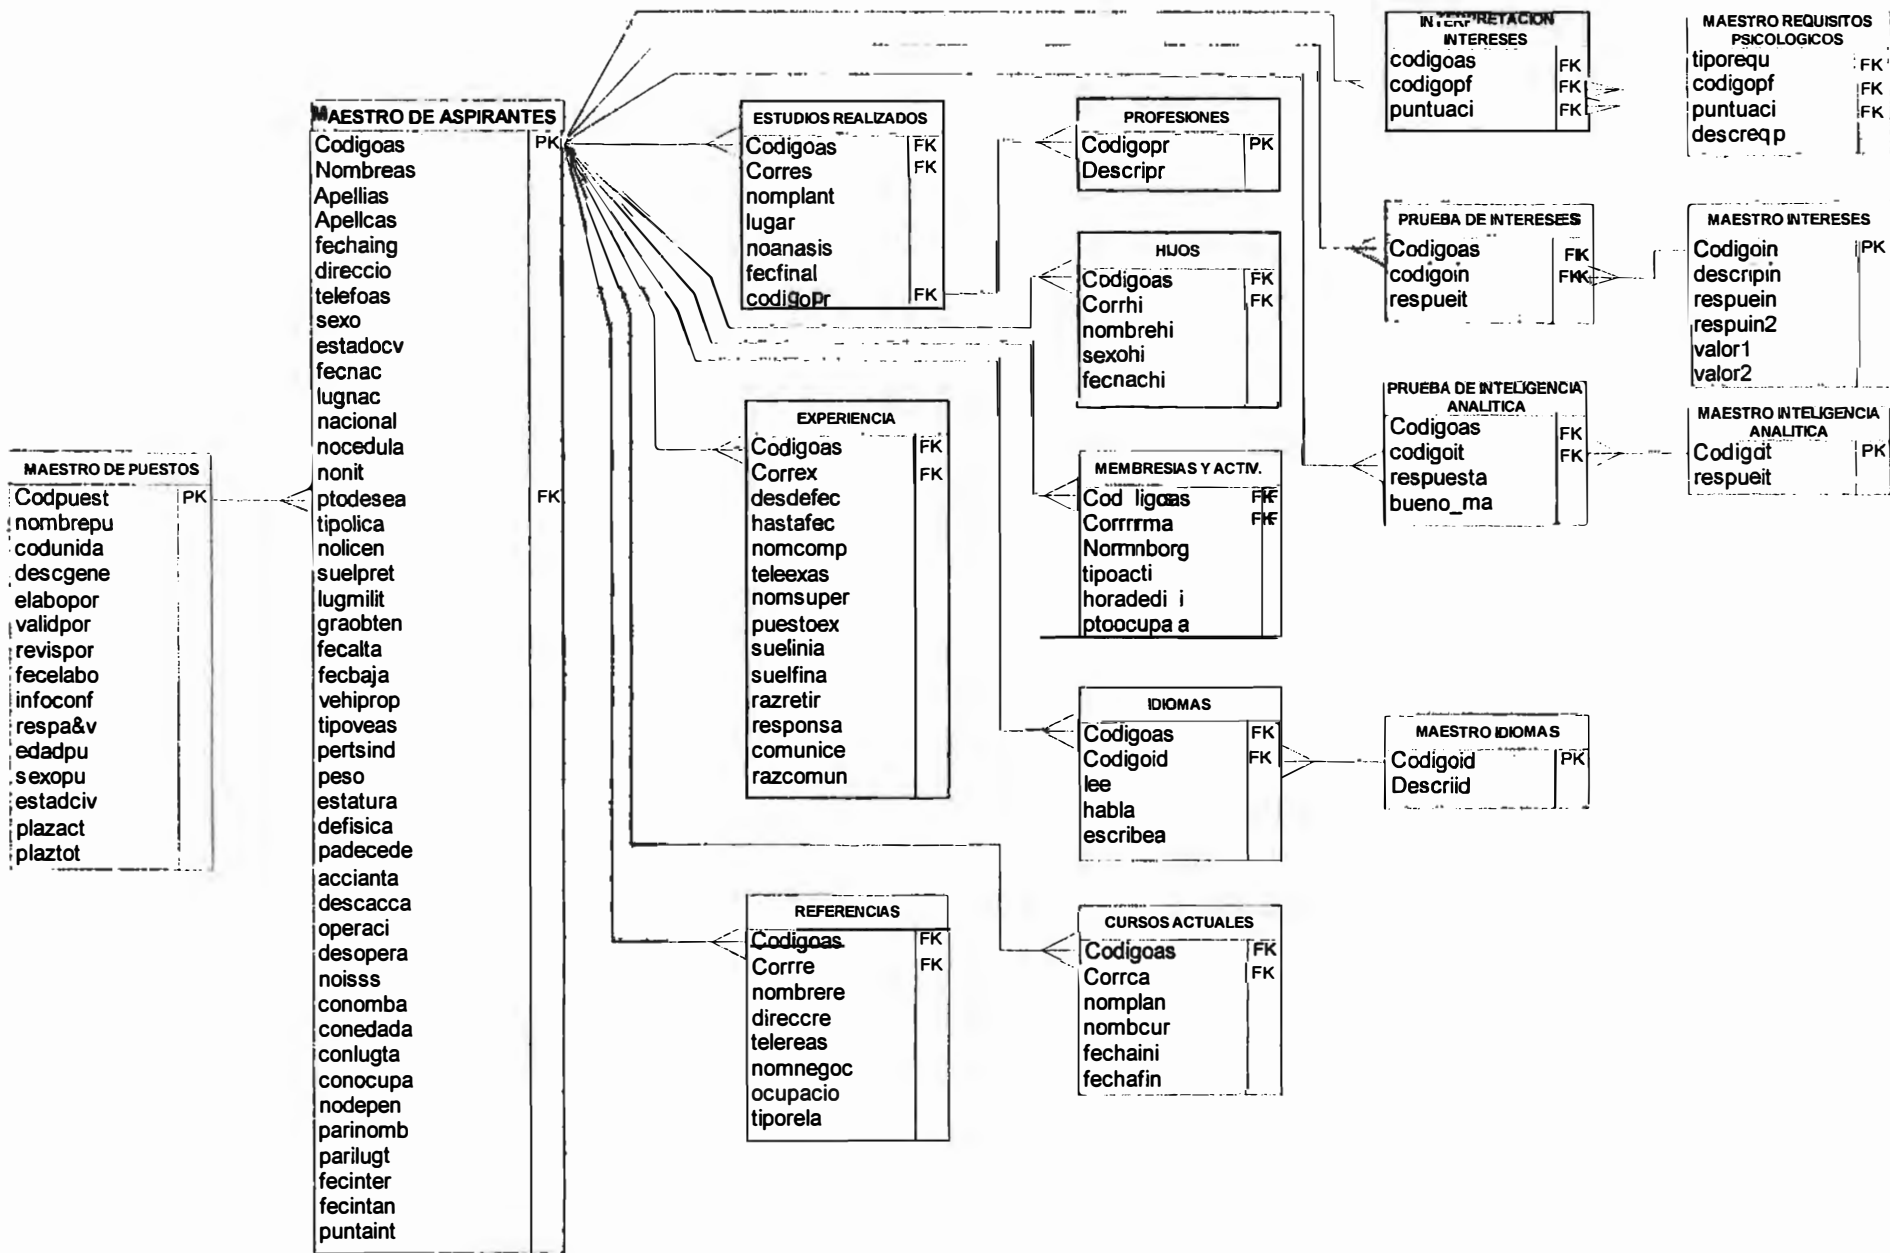 MAESTRO DE PUESTOS
Codpuest PK
nombrepu
codunida
descgene
elabopor
validpor
revispor
fecelabo
infoconf
respa&v
edadpu
sexopu
estadciv
plazact
plaztot
MAESTRO DE ASPIRANTES
Codigoas PK
Nombreas
Apellias
Apellcas
fechaing
direccio
telefoas
sexo
estadocv
fecnac
lugnac
nacional
nocedula
nonit
ptodesea FK
tipolica
nolicen
suelpret
lugmilit
graobten
fecalta
fecbaja
vehiprop
tipoveas
pertsind
peso
estatura
defisica
padecede
accianta
descacca
operaci
desopera
noisss
conomba
conedada
conlugta
conocupa
nodepen
parinomb
parilugt
fecinter
fecintan
puntaint
ESTUDIOS REALIZADOS
Codigoas FK
Corres FK
nomplant
lugar
noanasis
fecfinal
codigopr FK
EXPERIENCIA
Codigoas FK
Correx FK
desdefec
hastafec
nomcomp
teleexas
nomsuper
puestoex
suelinia
suelfina
razretir
responsa
comunice
razcomun
REFERENCIAS
Codigoas FK
Corrre FK
nombrere
direccre
telereas
nomnegoc
ocupacio
tiporela
PROFESIONES
Codigopr PK
Descripr
HIJOS
Codigoas FK
Corrhi FK
nombrehi
sexohi
fecnachi
MEMBRESIAS Y ACTIV.
FK
FK
tipoacti
IDIOMAS
Codigoas FK
Codigoid FK
lee
habla
escribea
CURSOS ACTUALES
Codigoas FK
Corrca FK
nomplan
nombcur
fechaini
fechafin
INTERPRETACION
INTERESES
codigoas FK
codigopf FK
puntuaci FK
PRUEBA DE INTERESES
Codigoas FK
codigoin FK
respueit
PRUEBA DE INTELIGENCIA
ANALITICA
Codigoas FK
codigoit FK
respuesta
bueno_ma
MAESTRO IDIOMAS
Codigoid PK
Descriid
MAESTRO REQUISITOS
PSICOLOGICOS
tiporequ FK
codigopf FK
puntuaci FK
descreqp
MAESTRO INTERESES
Codigoin PK
descripin
respuein
respuin2
valor1
valor2
MAESTRO INTELIGENCIA
ANALITICA
Codigoit PK
respueit